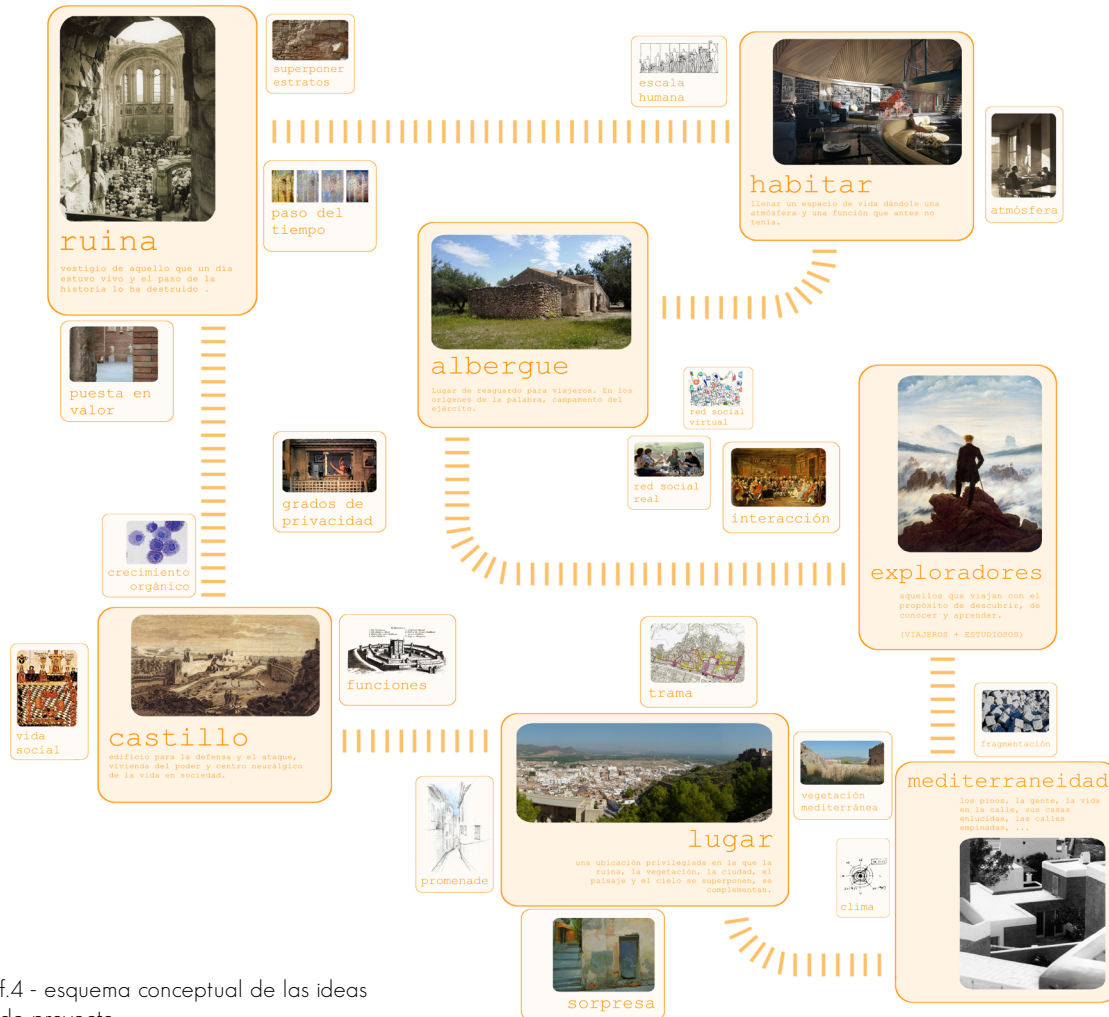 superponer
estratos
escala
humana
ruina
vestigio de aquello que un día
estuvo vivo y el paso de la
historia lo ha destruido .
paso del
tiempo
habitar
llenar un espacio de vida dándole una
atmósfera y una función que antes no
tenía.
atmósfera
puesta en
valor
albergue
Lugar de resguardo para viajeros. En los
orígenes de la palabra, campamento del
ejército.
red social
virtual
red social
real
interacción
grados de
privacidad
exploradores
aquellos que viajan con el
propósito de descubrir, de
conocer y aprender.
(VIAJEROS + ESTUDIOSOS)
crecimiento
orgánico
vida
social
castillo
edificio para la defensa y el ataque,
vivienda del poder y centro neurálgico
de la vida en sociedad.
funciones
trama
fragmentación
promenade
lugar
una ubicación privilegiada en la que la
ruina, la vegetación, la ciudad, el
paisaje y el cielo se superponen, se
complementan.
vegetación
mediterránea
mediterraneidad
los pinos, la gente, la vida
en la calle, sus casas
enlucidas, las calles
empinadas, ...
clima
sorpresa
f.4 - esquema conceptual de las ideas